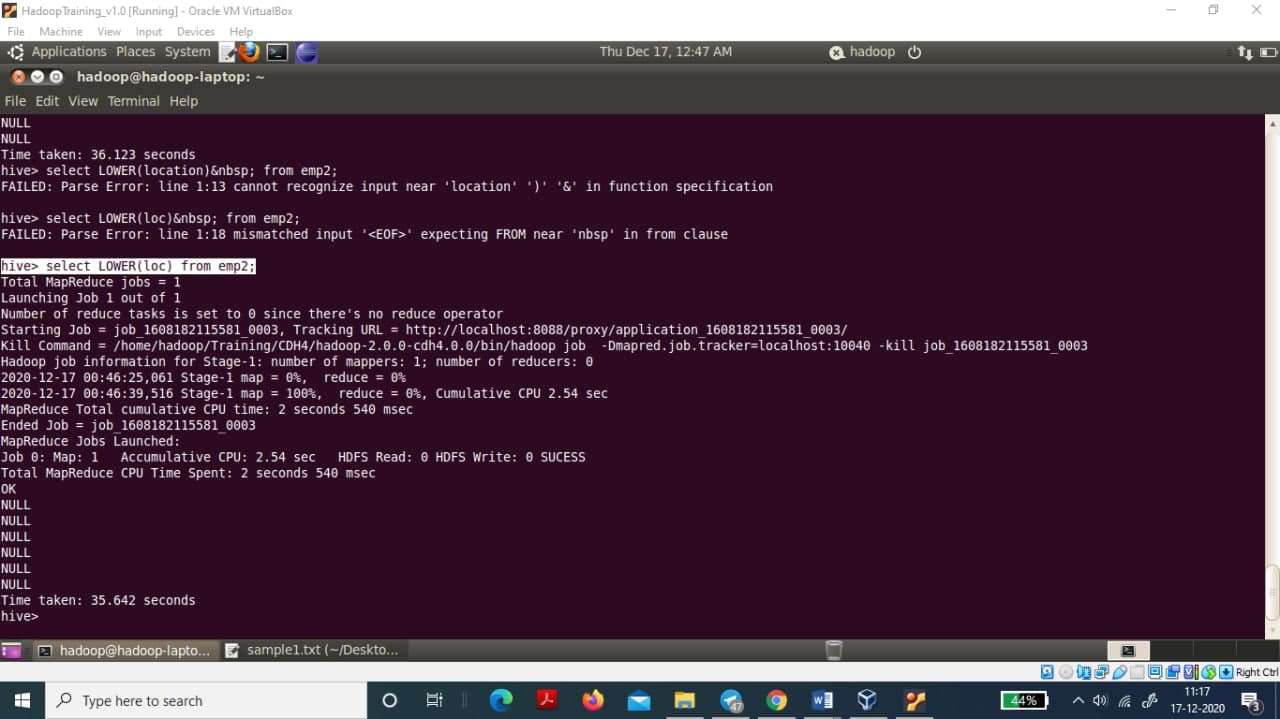 HadoopTraining_v1.0 [Running] - Oracle VM VirtualBox
File Machine View Input Devices Help
Applications Places System Thu Dec 17, 12:47 AM hadoop
hadoop@hadoop-laptop: ~
File Edit View Terminal Help
NULL
NULL
Time taken: 36.123 seconds
hive> select LOWER(location)&nbsp; from emp2;
FAILED: Parse Error: line 1:13 cannot recognize input near 'location' ')' '&' in function specification
hive> select LOWER(loc)&nbsp; from emp2;
FAILED: Parse Error: line 1:18 mismatched input '<EOF>' expecting FROM near 'nbsp' in from clause
hive> select LOWER(loc) from emp2;
Total MapReduce jobs = 1
Launching Job 1 out of 1
Number of reduce tasks is set to 0 since there's no reduce operator
Starting Job = job_1608182115581_0003, Tracking URL = http://localhost:8088/proxy/application_1608182115581_0003/
Kill Command = /home/hadoop/Training/CDH4/hadoop-2.0.0-cdh4.0.0/bin/hadoop job  -Dmapred.job.tracker=localhost:10040 -kill job_1608182115581_0003
Hadoop job information for Stage-1: number of mappers: 1; number of reducers: 0
2020-12-17 00:46:25,061 Stage-1 map = 0%,  reduce = 0%
2020-12-17 00:46:39,516 Stage-1 map = 100%,  reduce = 0%, Cumulative CPU 2.54 sec
MapReduce Total cumulative CPU time: 2 seconds 540 msec
Ended Job = job_1608182115581_0003
MapReduce Jobs Launched:
Job 0: Map: 1   Accumulative CPU: 2.54 sec   HDFS Read: 0 HDFS Write: 0 SUCESS
Total MapReduce CPU Time Spent: 2 seconds 540 msec
OK
NULL
NULL
NULL
NULL
NULL
NULL
Time taken: 35.642 seconds
hive>
hadoop@hadoop-lapto... sample1.txt (~/Deskto...
Right Ctrl
Type here to search 47 44% 11:17
17-12-2020 3